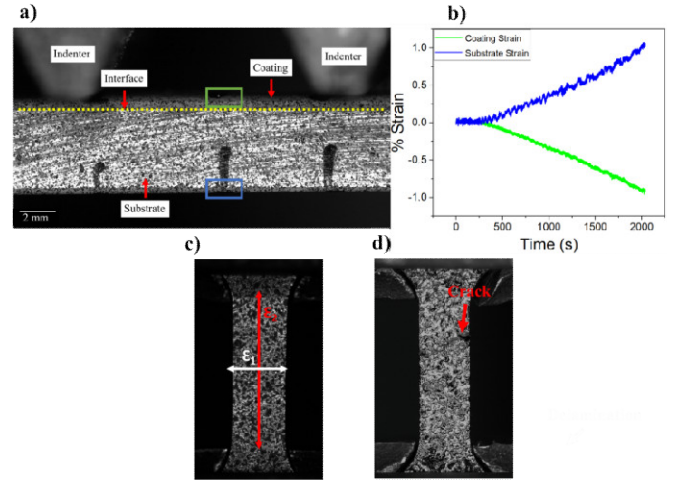 a)
Indenter
Interface
Coating
Indenter
Substrate
2 mm
b)
Coating Strain
Substrate Strain
% Strain
1.0
0.5
0.0
-0.5
-1.0
0
500
1000
1500
2000
Time (s)
c)
ε₁
d)
Crack